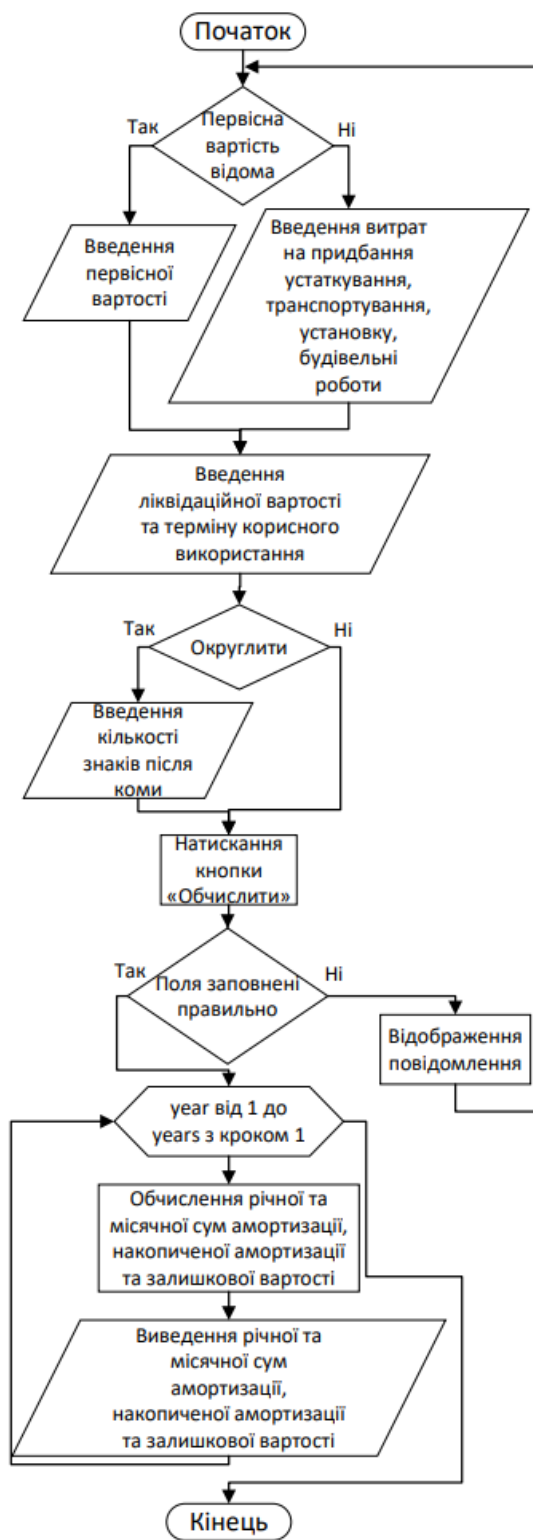 Початок
Так
Первісна
вартість
відома
Ні
Введення
первісної
вартості
Введення витрат
на придбання
устаткування,
транспортування,
установку,
будівельні
роботи
Введення
ліквідаційної вартості
та терміну корисного
використання
Так
Округлити
Ні
Введення
кількості
знаків після
коми
Натискання
кнопки
«Обчислити»
Так
Поля заповнені
правильно
Ні
Відображення
повідомлення
year від 1 до
years з кроком 1
Обчислення річної та
місячної сум амортизації,
накопиченої амортизації
та залишкової вартості
Виведення річної та
місячної сум
амортизації,
накопиченої амортизації
та залишкової вартості
Кінець